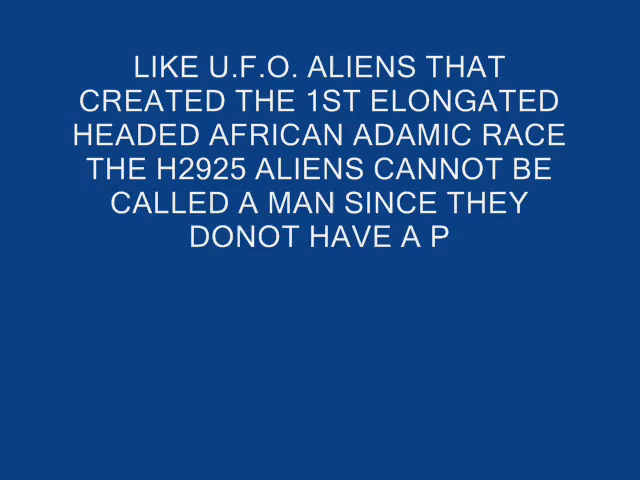 LIKE U.F.O. ALIENS THAT
CREATED THE 1ST ELONGATED
HEADED AFRICAN ADAMIC RACE
THE H2925 ALIENS CANNOT BE
CALLED A MAN SINCE THEY
DONOT HAVE A P